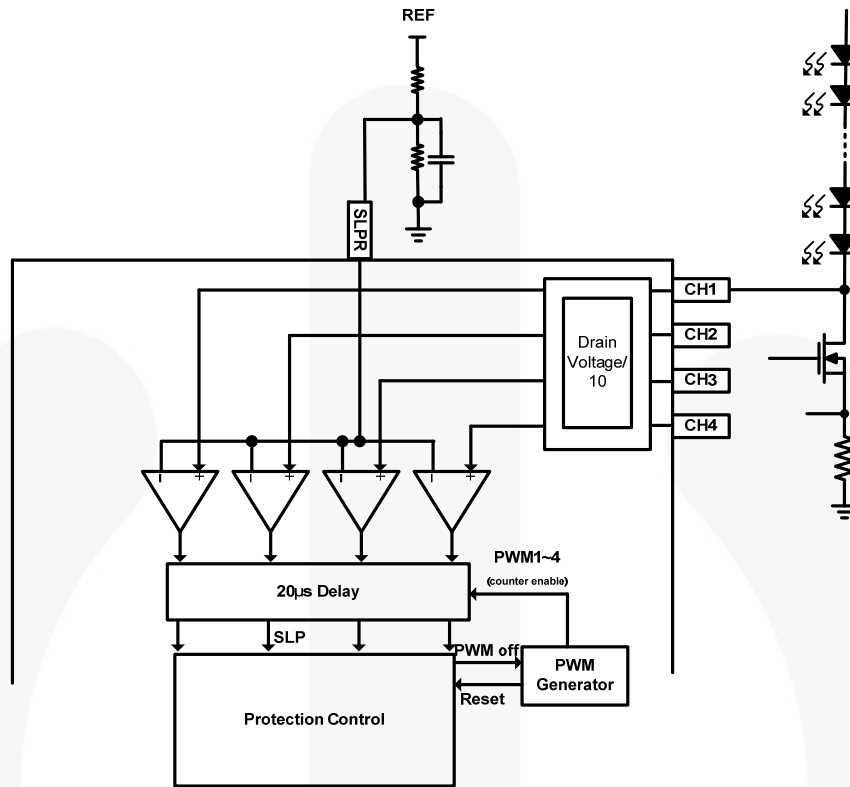 REF
SLPR
CH1
CH2
CH3
CH4
Drain
Voltage/
10
- +
- +
- +
- +
PWM1~4
(counter enable)
20µs Delay
SLP
PWM off
PWM
Generator
Reset
Protection Control